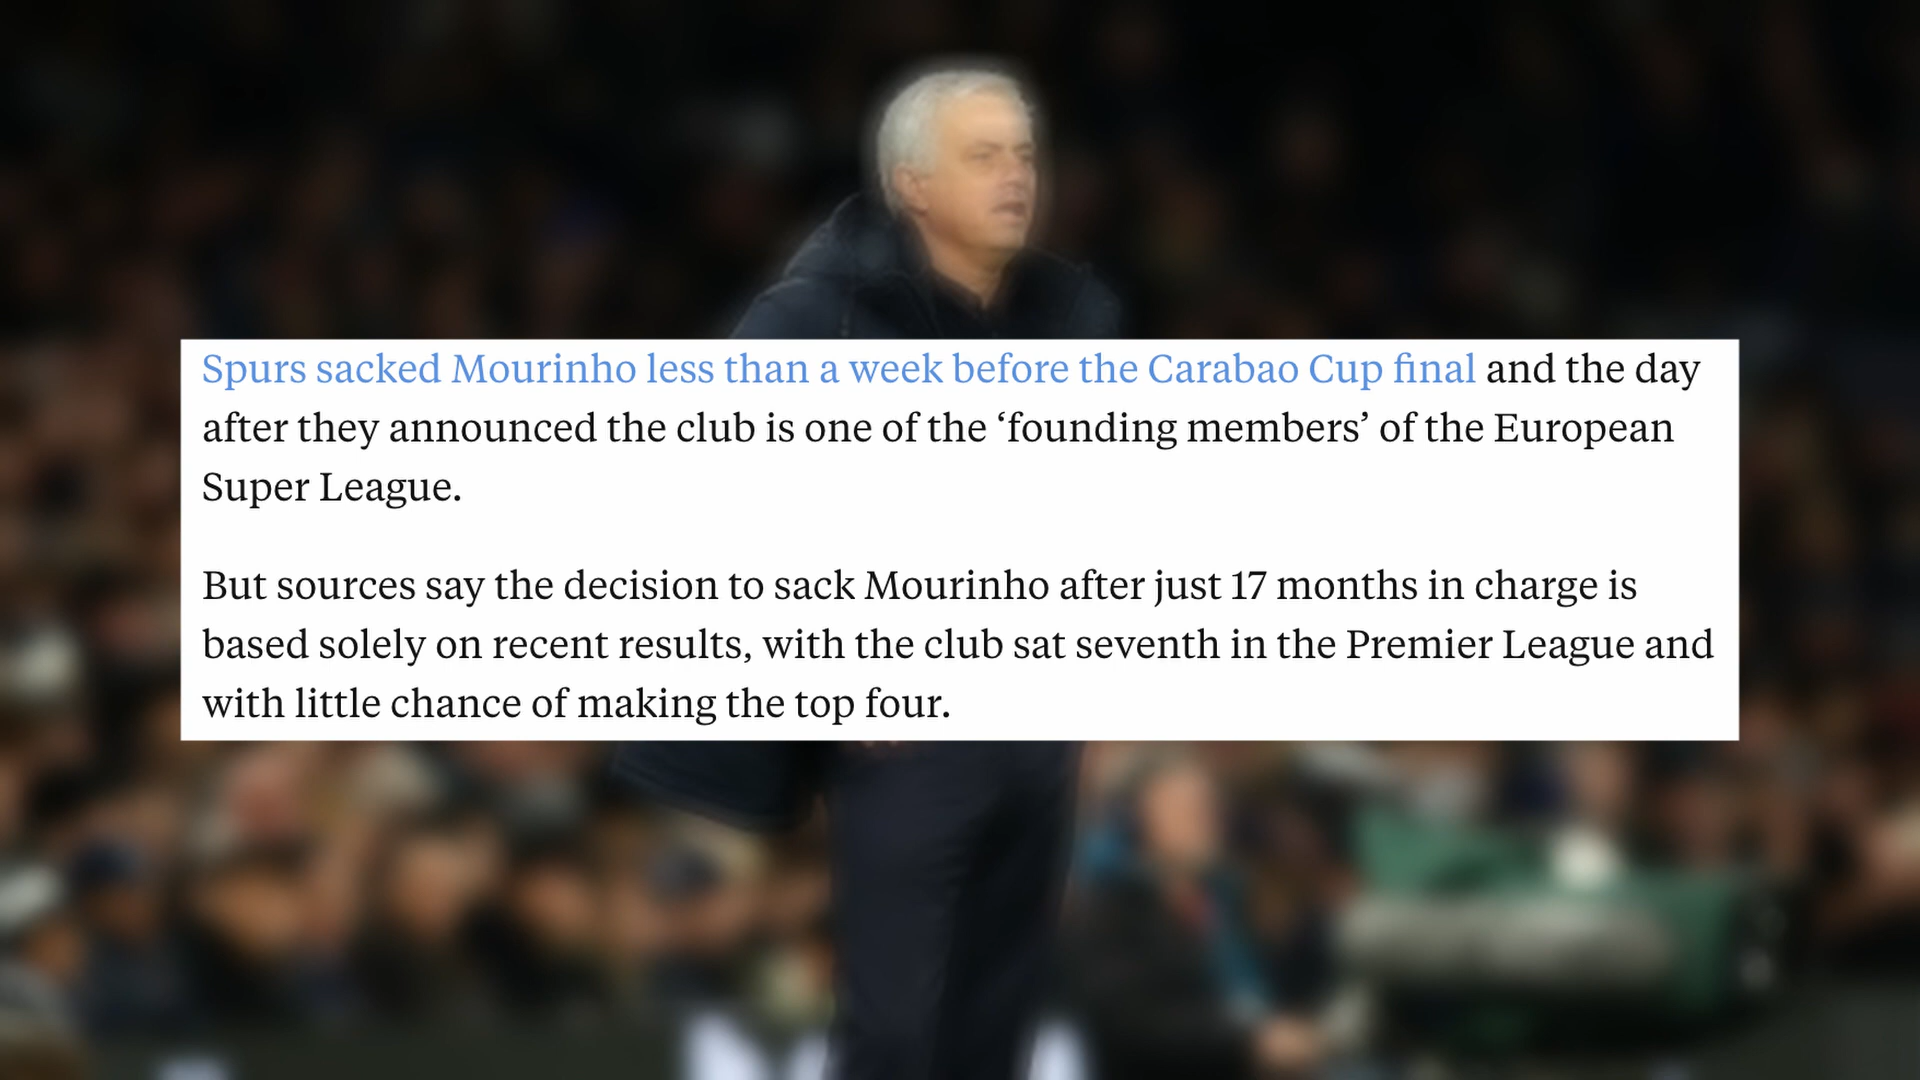 Spurs sacked Mourinho less than a week before the Carabao Cup final and the day
after they announced the club is one of the ‘founding members’ of the European
Super League.
But sources say the decision to sack Mourinho after just 17 months in charge is
based solely on recent results, with the club sat seventh in the Premier League and
with little chance of making the top four.